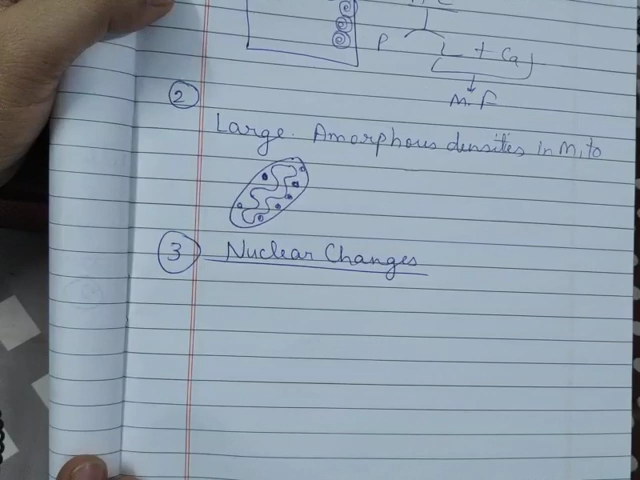 P
+ Ca
M.F
2
Large. Amorphous densities in Mito
3 Nuclear Changes